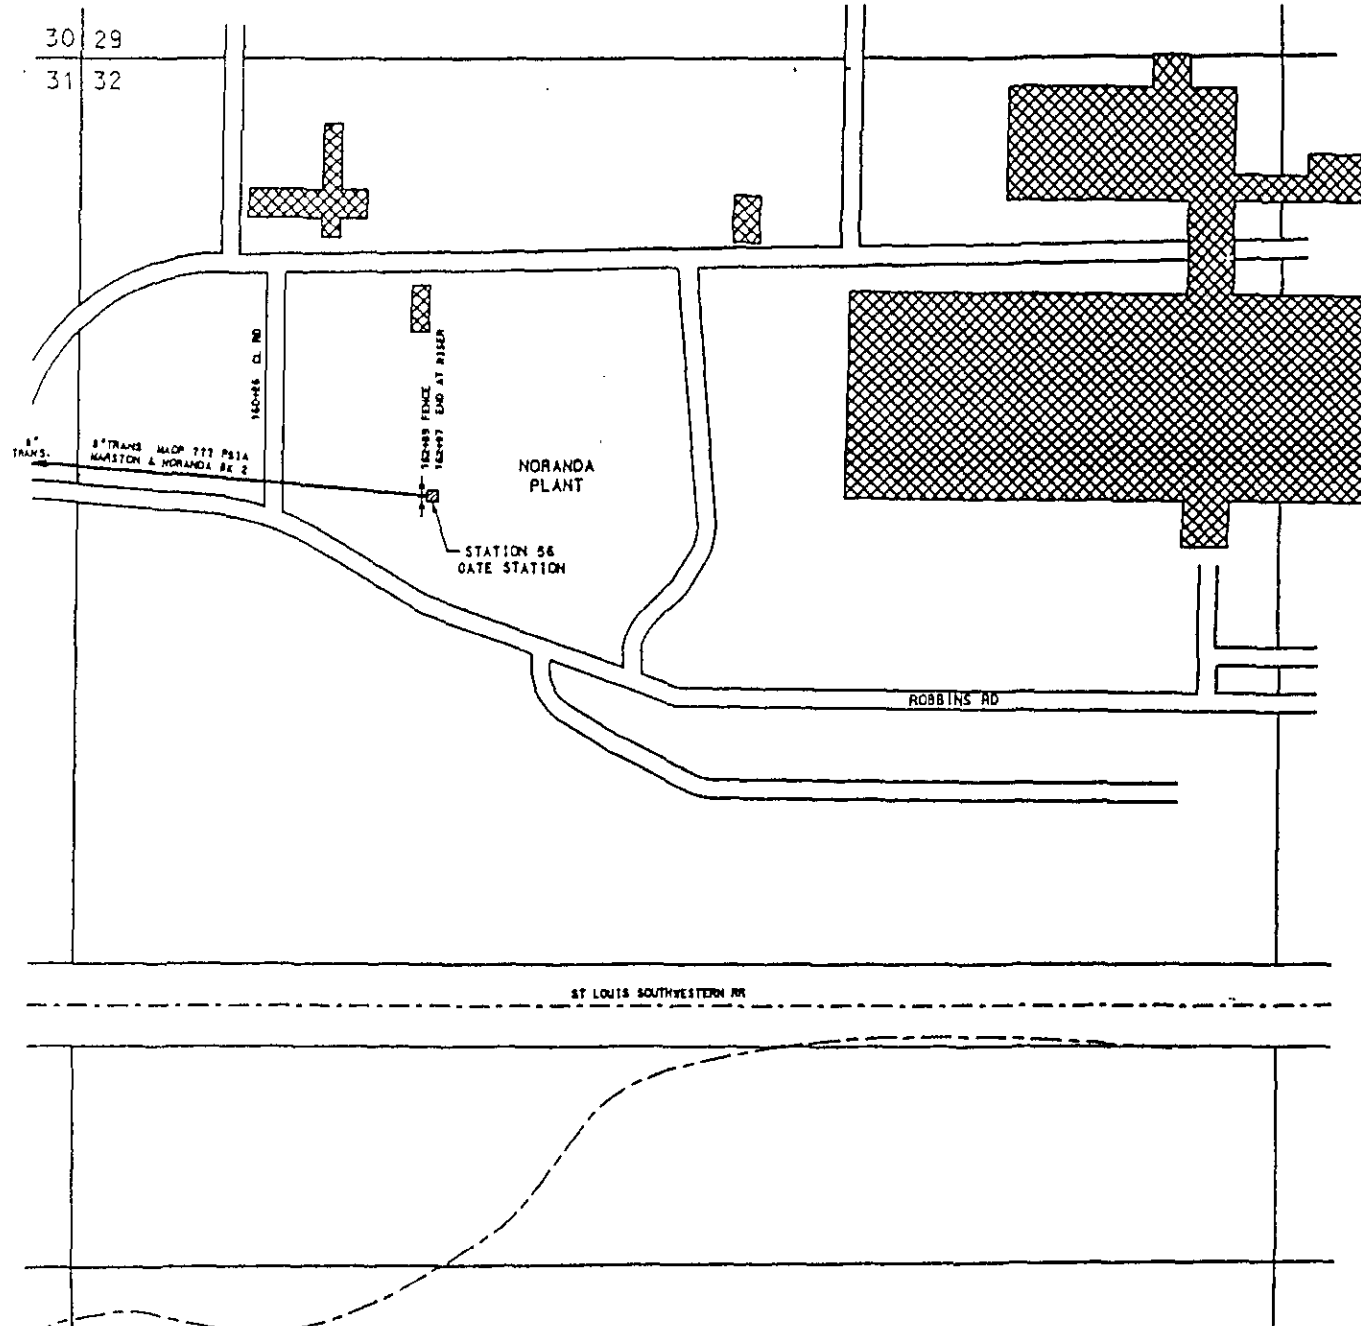 30 29
31 32
160+26 CL RD
162+89 FENCE
162+97 END AT RISER
8"
TRANS.
8"TRANS MAOP 777 PSIA
MARSTON & NORANDA BK 2
NORANDA
PLANT
STATION 56
GATE STATION
ROBBINS RD
ST LOUIS SOUTHWESTERN RR